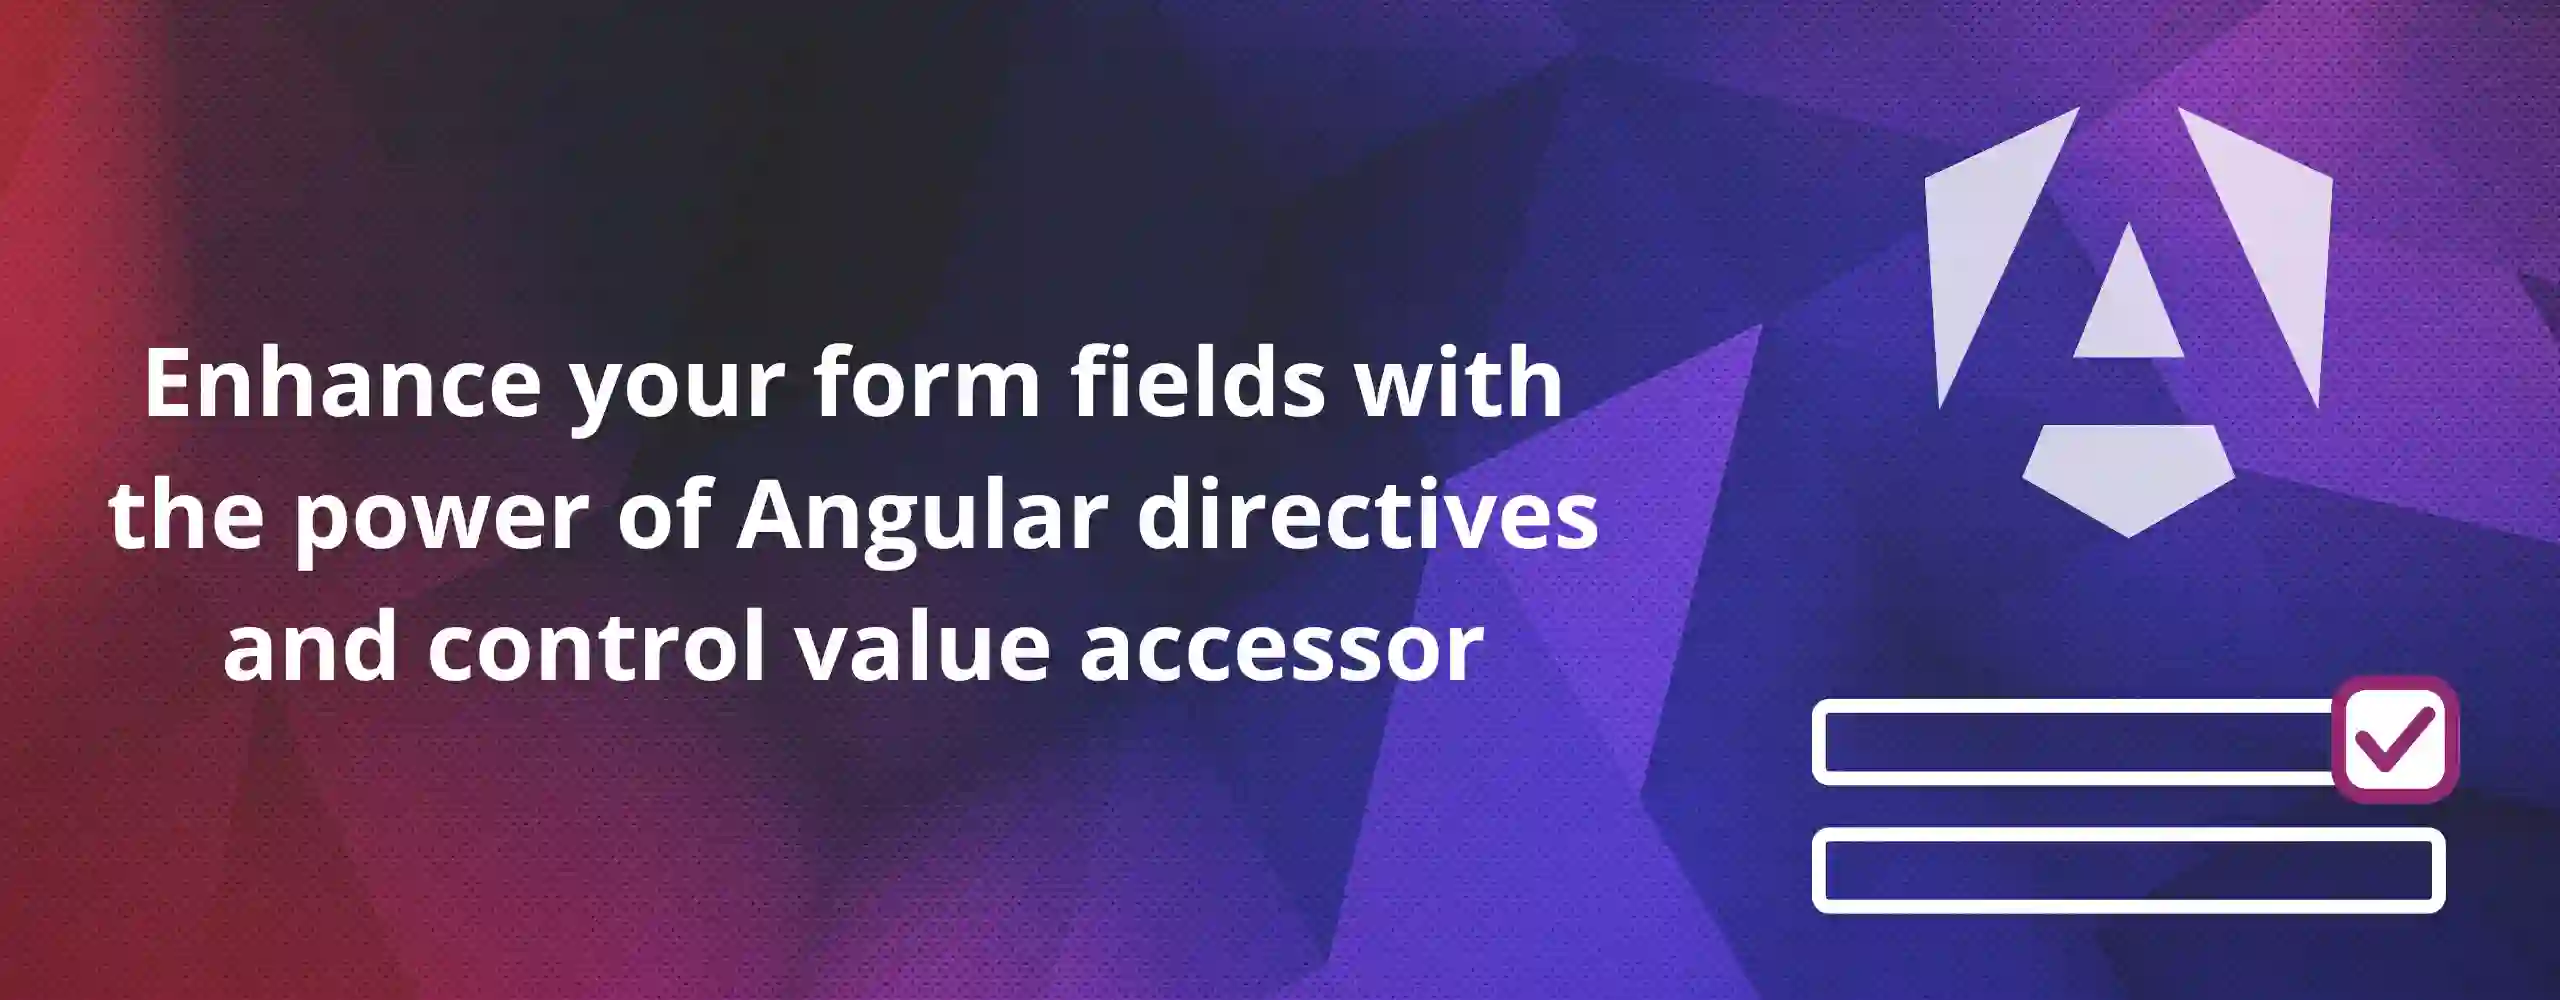 Enhance your form fields with
the power of Angular directives
and control value accessor